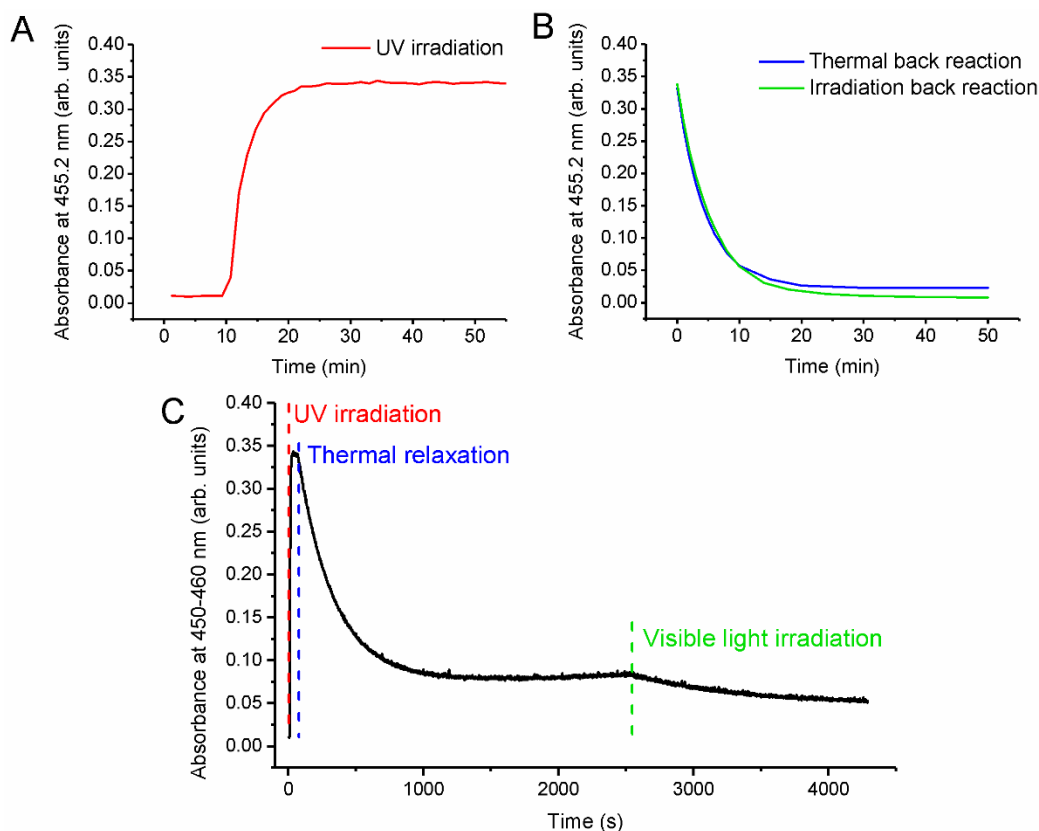 A
UV irradiation
Absorbance at 455.2 nm (arb. units)
0.40
0.35
0.30
0.25
0.20
0.15
0.10
0.05
0.00
0 10 20 30 40 50
Time (min)
B
Thermal back reaction
Irradiation back reaction
Absorbance at 455.2 nm (arb. units)
0.40
0.35
0.30
0.25
0.20
0.15
0.10
0.05
0.00
0 10 20 30 40 50
Time (min)
C
UV irradiation
Thermal relaxation
Visible light irradiation
Absorbance at 450-460 nm (arb. units)
0.40
0.35
0.30
0.25
0.20
0.15
0.10
0.05
0.00
0 1000 2000 3000 4000
Time (s)